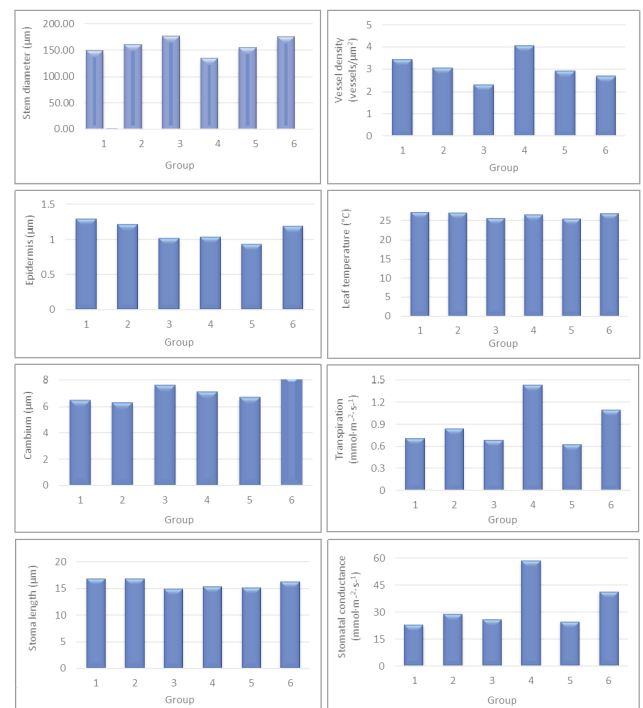 Stem diameter (µm)
200.00
150.00
100.00
50.00
0.00
1 2 3 4 5 6
Group
Vessel density
(vessels/µm²)
5
4
3
2
1
0
1 2 3 4 5 6
Group
Epidermis (µm)
1.5
1
0.5
0
1 2 3 4 5 6
Group
Leaf temperature (°C)
25
20
15
10
5
0
1 2 3 4 5 6
Group
Cambium (µm)
8
6
4
2
0
1 2 3 4 5 6
Group
Transpiration
(mmol·m⁻²·s⁻¹)
1.5
1.2
0.9
0.6
0.3
0
1 2 3 4 5 6
Group
Stoma length (µm)
20
15
10
5
0
1 2 3 4 5 6
Group
Stomatal conductance
(mmol·m⁻²·s⁻¹)
60
45
30
15
0
1 2 3 4 5 6
Group